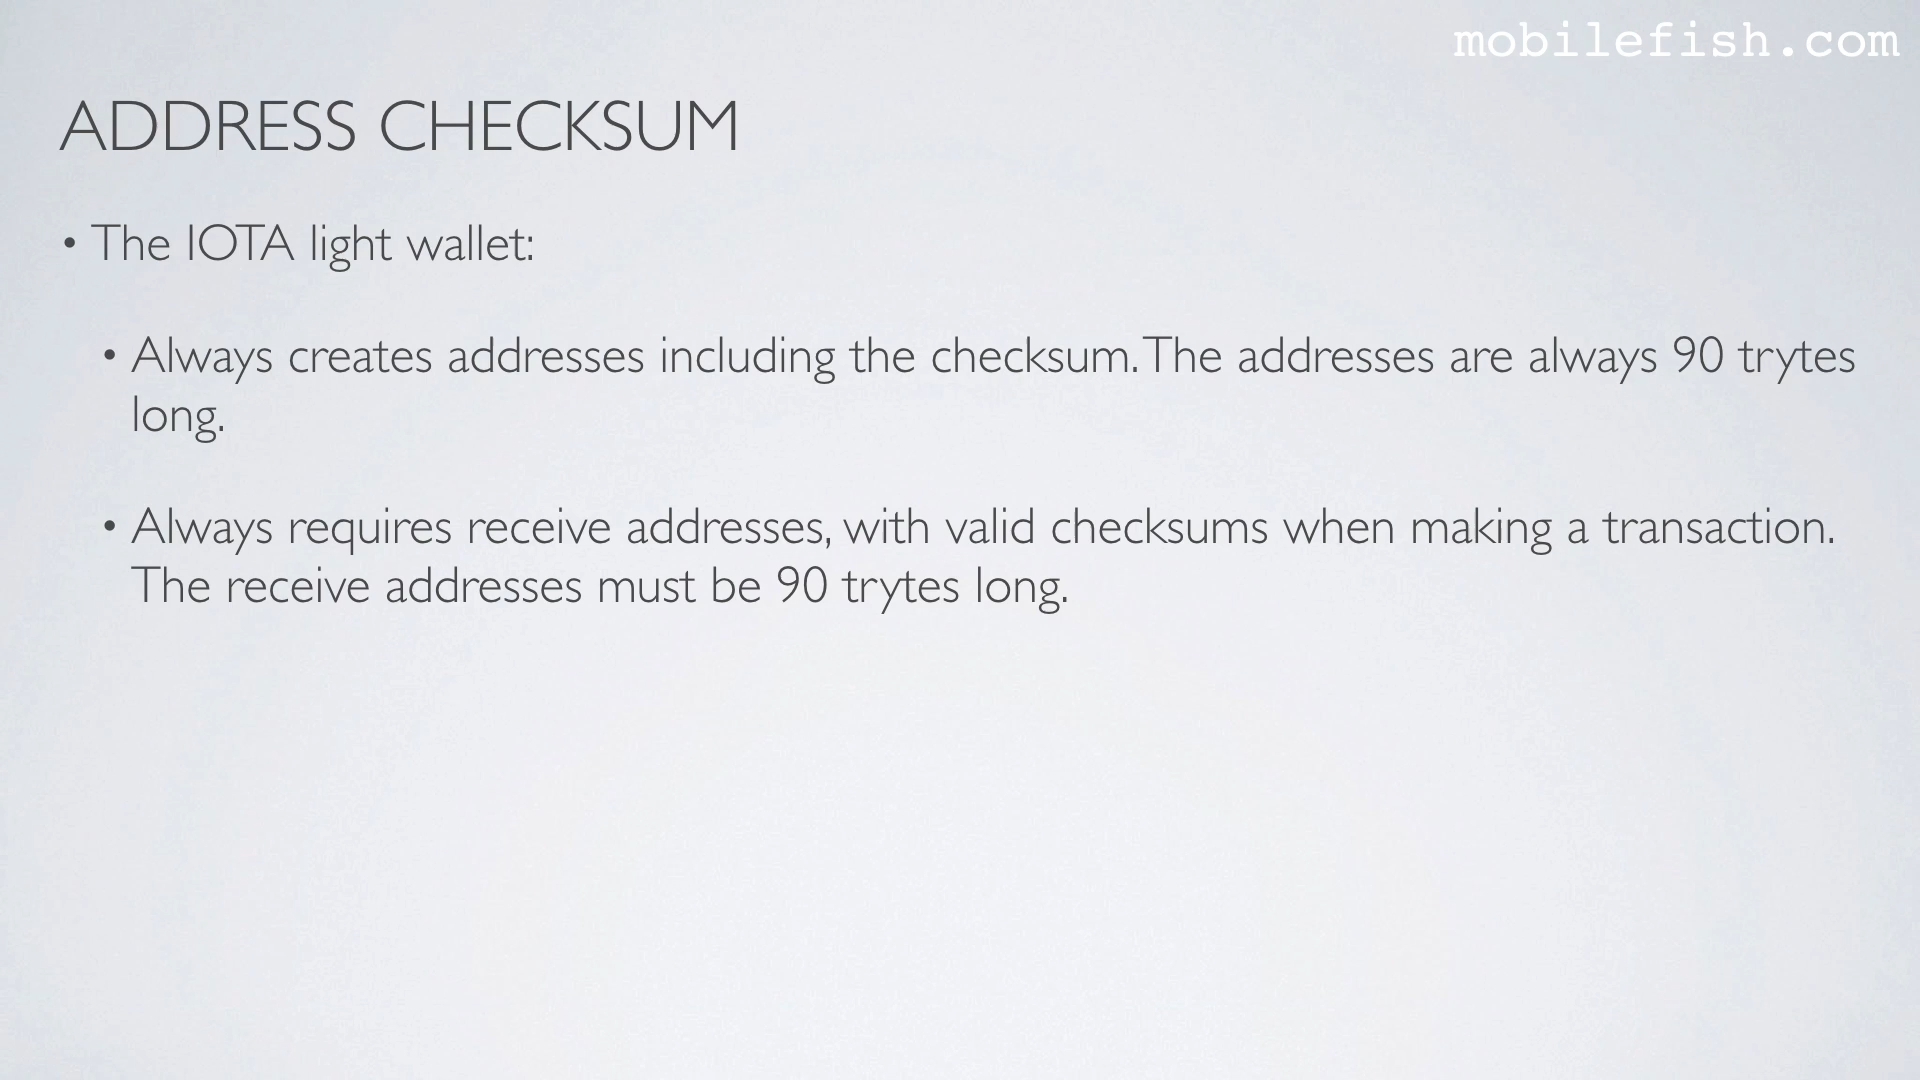 mobilefish.com
ADDRESS CHECKSUM
• The IOTA light wallet:
• Always creates addresses including the checksum. The addresses are always 90 trytes
long.
• Always requires receive addresses, with valid checksums when making a transaction.
The receive addresses must be 90 trytes long.